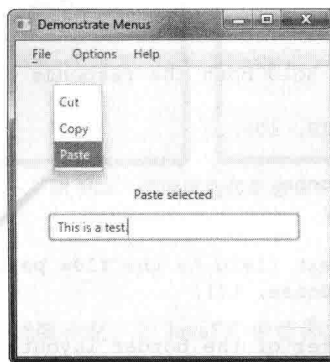 Demonstrate Menus
File Options Help
Cut
Copy
Paste
Paste selected
This is a test.